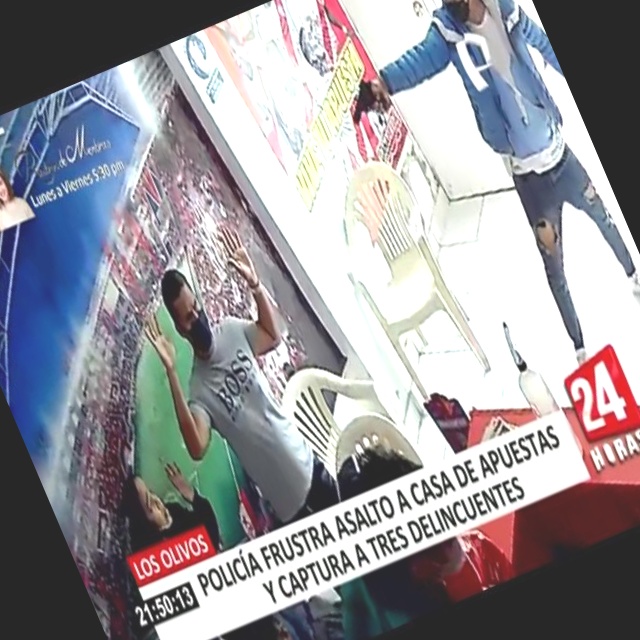 Lunes a Viernes 5:30 pm
BOSS
24
HORAS
LOS OLIVOS
21:50:13
POLICÍA FRUSTRA ASALTO A CASA DE APUESTAS
Y CAPTURA A TRES DELINCUENTES